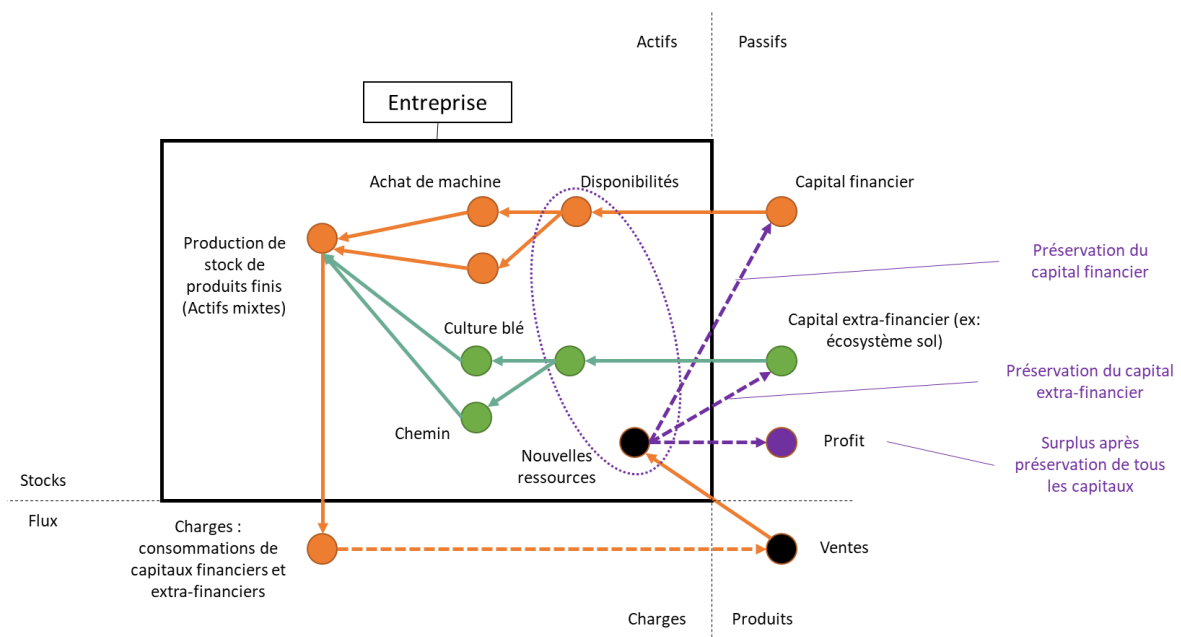 Actifs
Passifs
Entreprise
Achat de machine
Disponibilités
Capital financier
Production de
stock de
produits finis
(Actifs mixtes)
Préservation du
capital financier
Culture blé
Capital extra-financier (ex:
écosystème sol)
Préservation du capital
extra-financier
Chemin
Nouvelles
ressources
Profit
Surplus après
préservation de tous
les capitaux
Stocks
Flux
Charges :
consommations de
capitaux financiers et
extra-financiers
Ventes
Charges
Produits